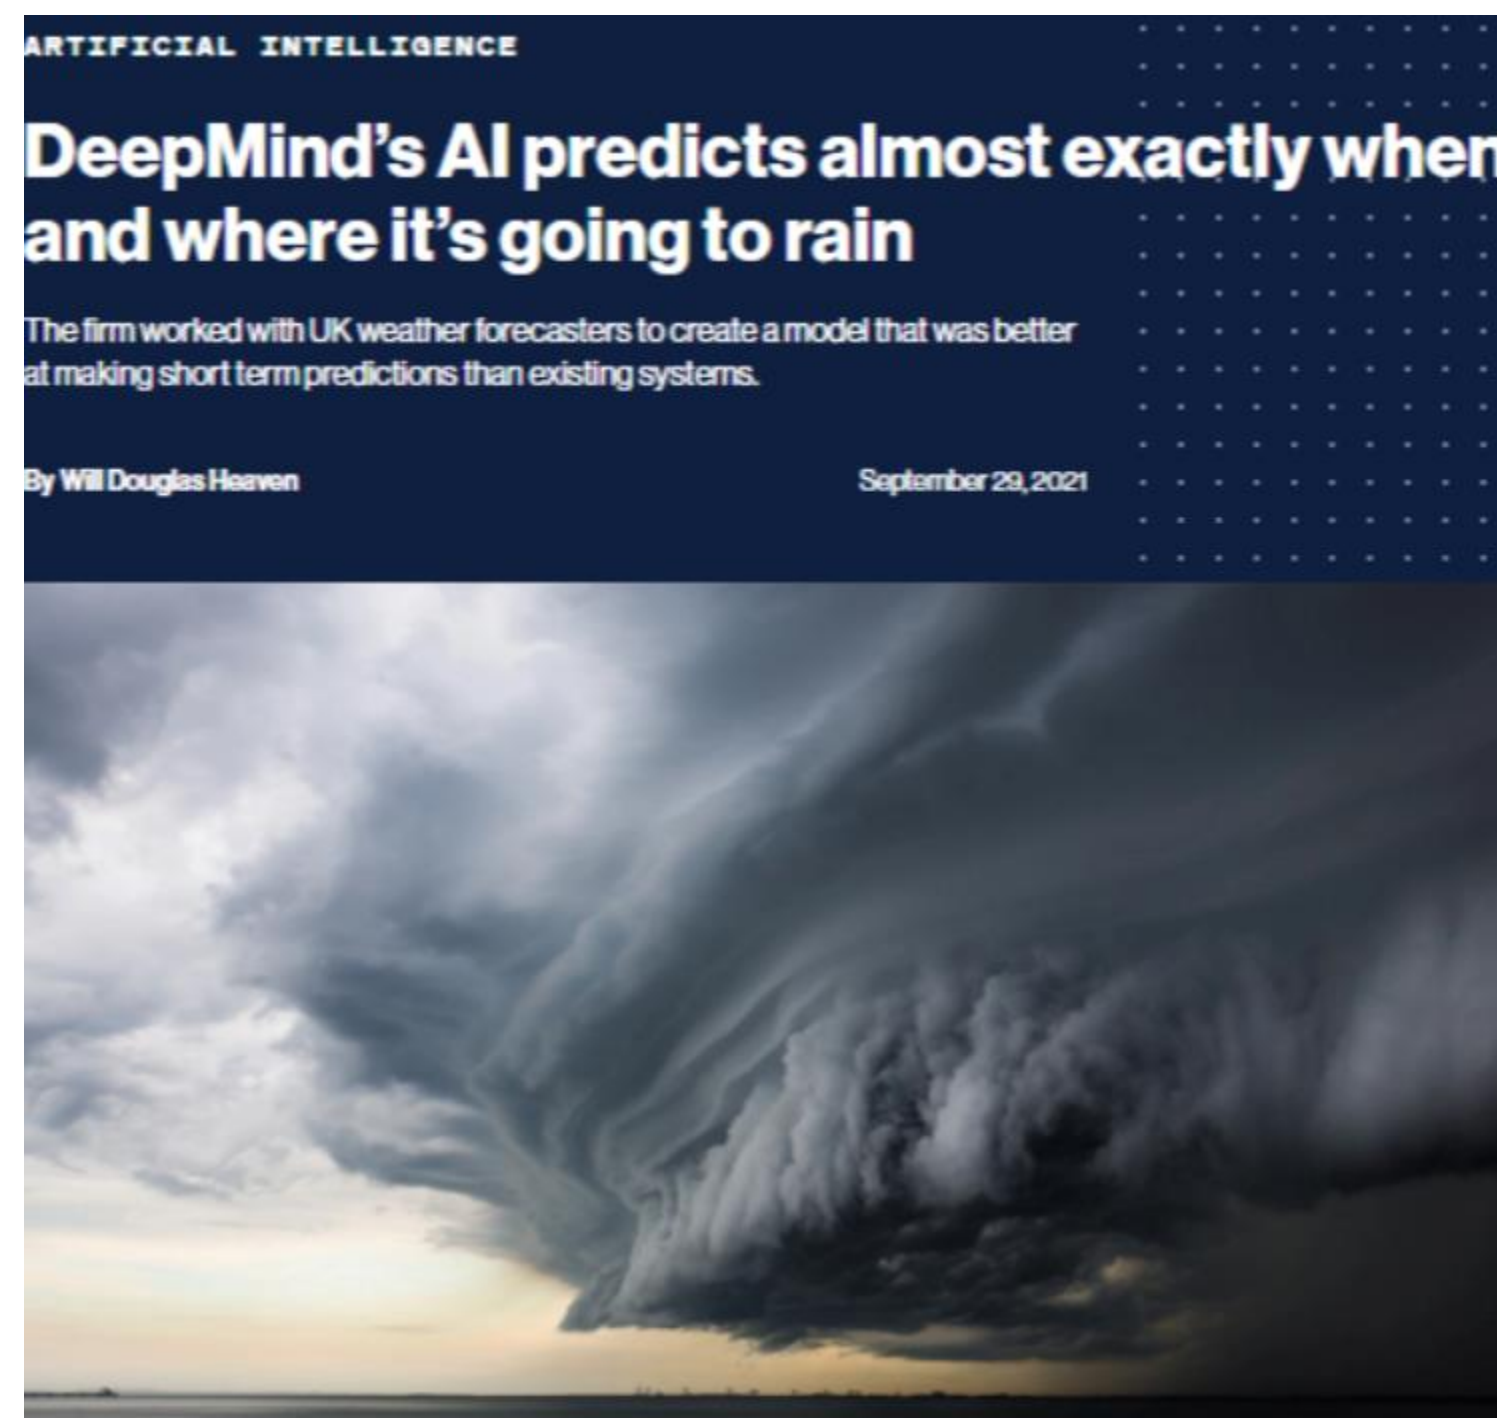 ARTIFICIAL INTELLIGENCE
DeepMind’s AI predicts almost exactly when
and where it’s going to rain
The firm worked with UK weather forecasters to create a model that was better
at making short term predictions than existing systems.
By Will Douglas Heaven
September 29, 2021